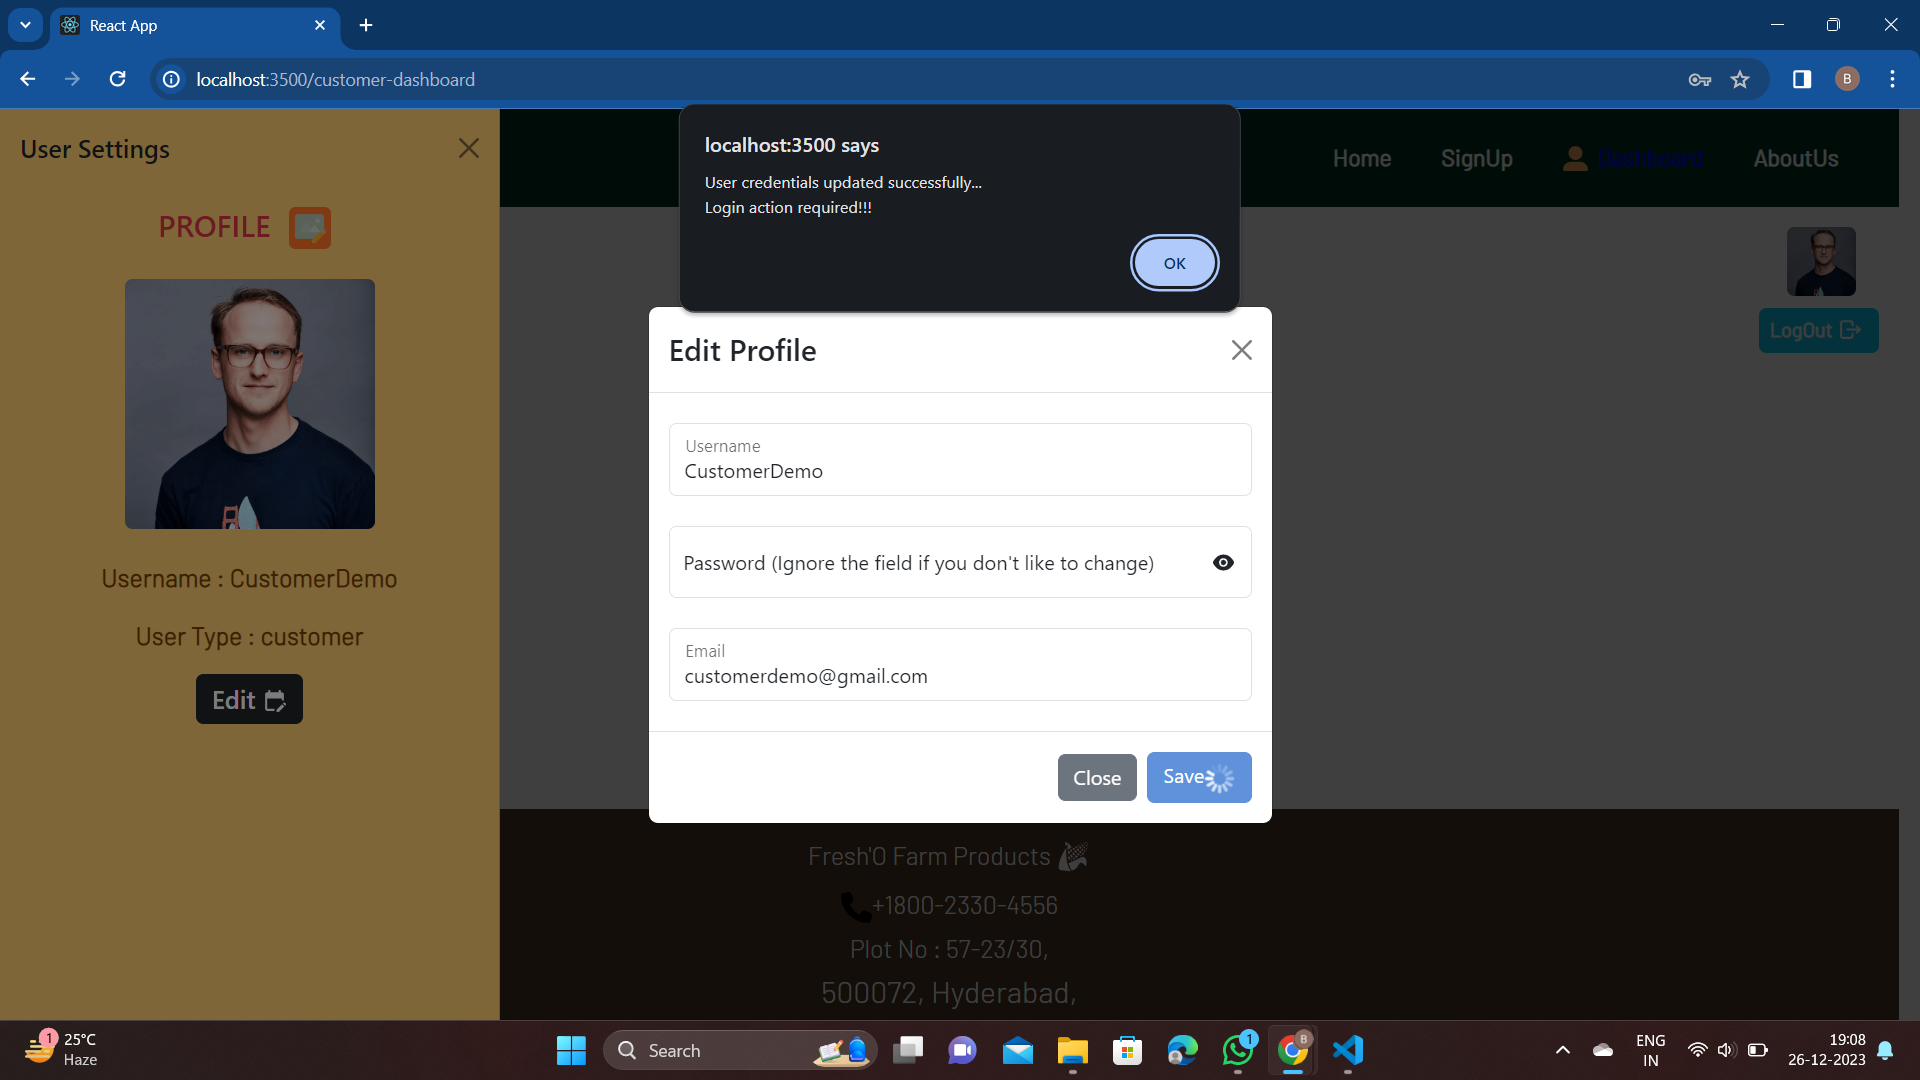 React App
localhost:3500/customer-dashboard
B
User Settings
PROFILE
Username : CustomerDemo
User Type : customer
Edit
localhost:3500 says
User credentials updated successfully...
Login action required!!!
OK
Home
SignUp
Dashboard
AboutUs
LogOut
Edit Profile
Username
CustomerDemo
Password (Ignore the field if you don't like to change)
Email
customerdemo@gmail.com
Close
Save
Fresh'O Farm Products
+1800-2330-4556
Plot No : 57-23/30,
500072, Hyderabad,
1
25°C
Haze
Search
1
B
ENG
IN
19:08
26-12-2023